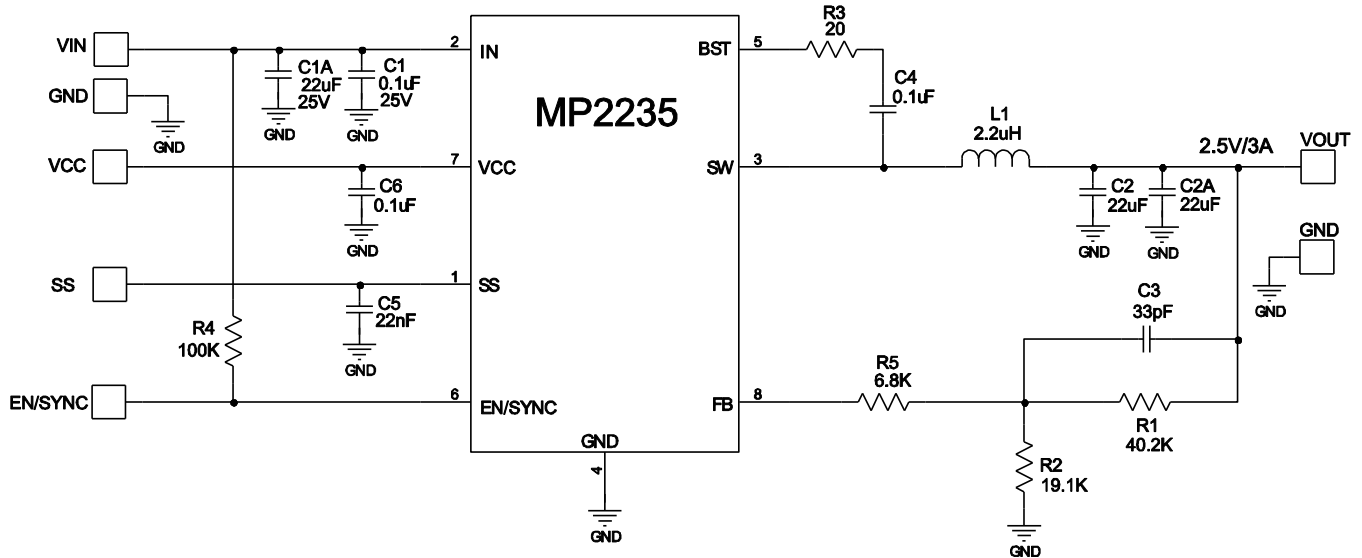 VIN
GND
GND
VCC
SS
EN/SYNC
R4
100K
C1A
22uF
25V
GND
C1
0.1uF
25V
GND
C6
0.1uF
GND
C5
22nF
GND
2
7
1
6
IN
VCC
SS
EN/SYNC
MP2235
BST
SW
FB
GND
4
GND
5
3
8
R3
20
C4
0.1uF
L1
2.2uH
C2
22uF
GND
C2A
22uF
GND
2.5V/3A
VOUT
GND
GND
C3
33pF
R5
6.8K
R1
40.2K
R2
19.1K
GND